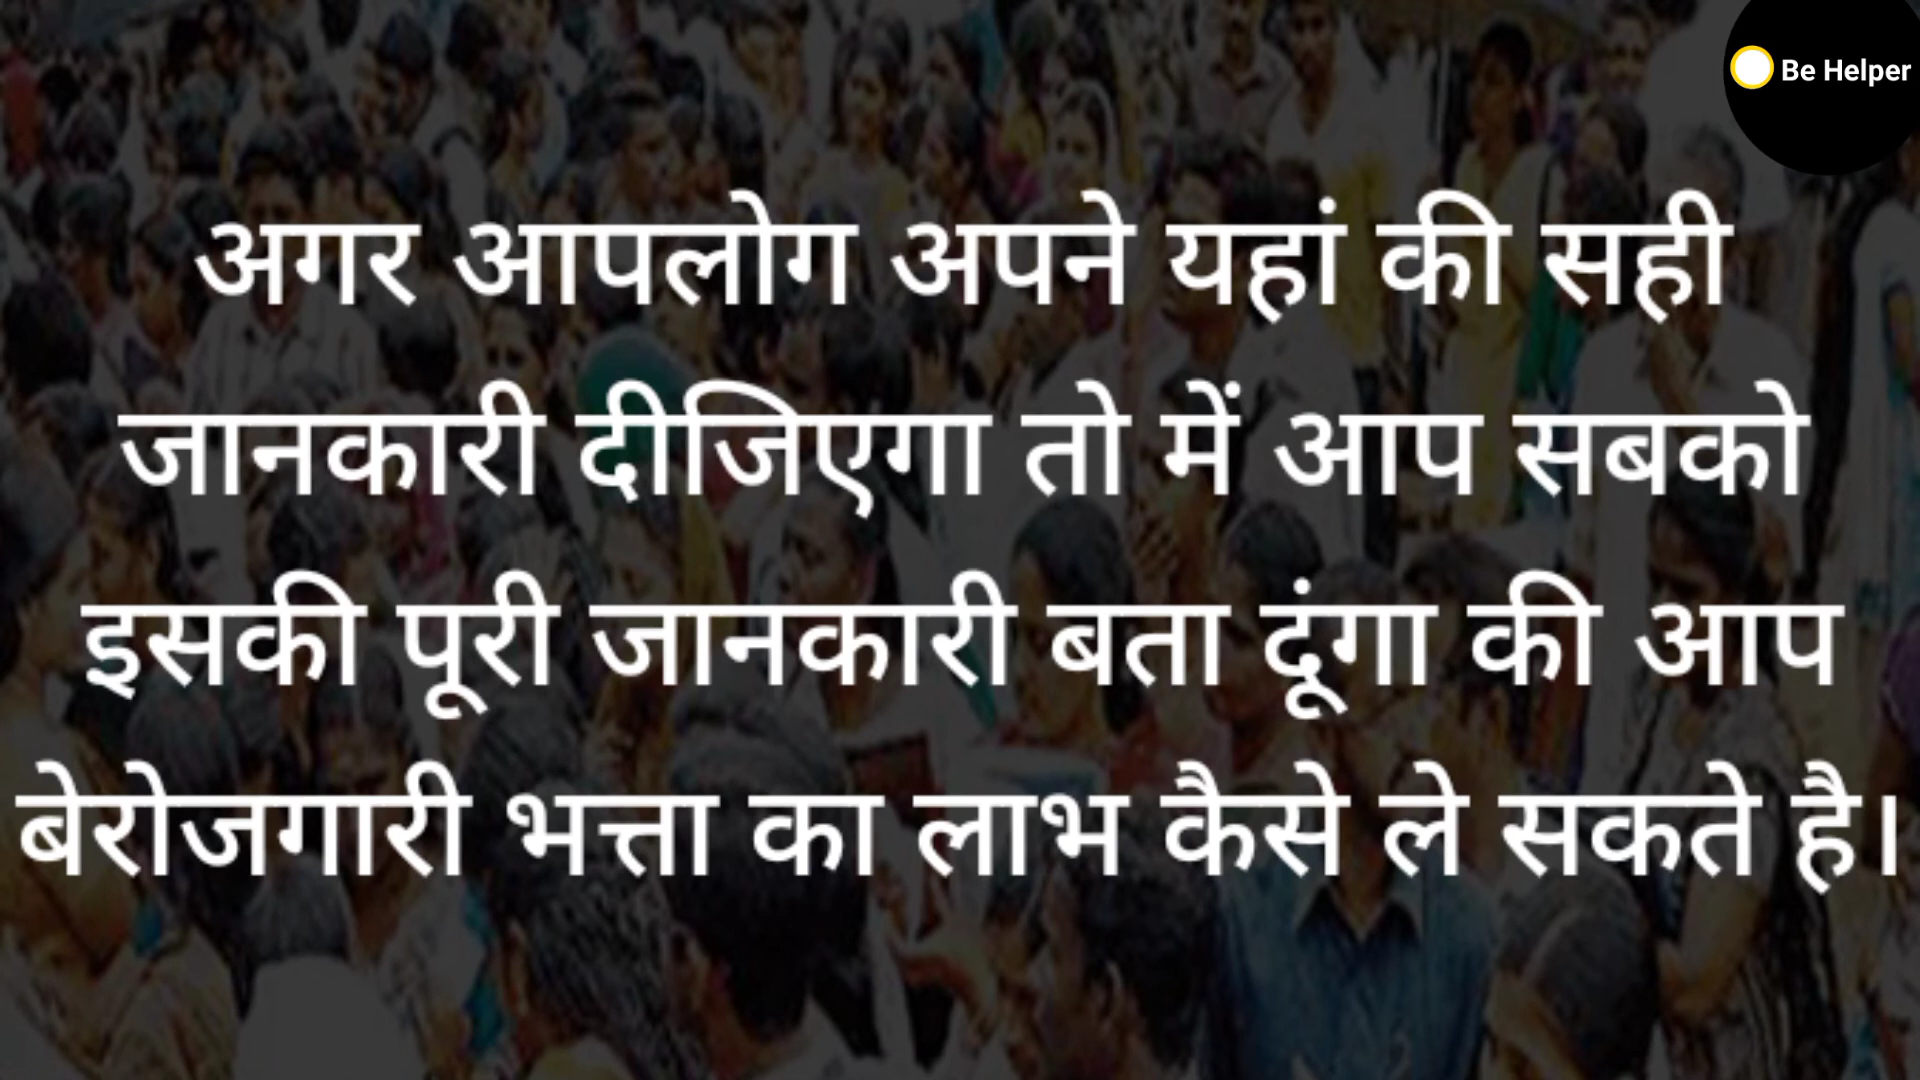 Be Helper
अगर आपलोग अपने यहां की सही
जानकारी दीजिएगा तो में आप सबको
इसकी पूरी जानकारी बता दूंगा की आप
बेरोजगारी भत्ता का लाभ कैसे ले सकते है।